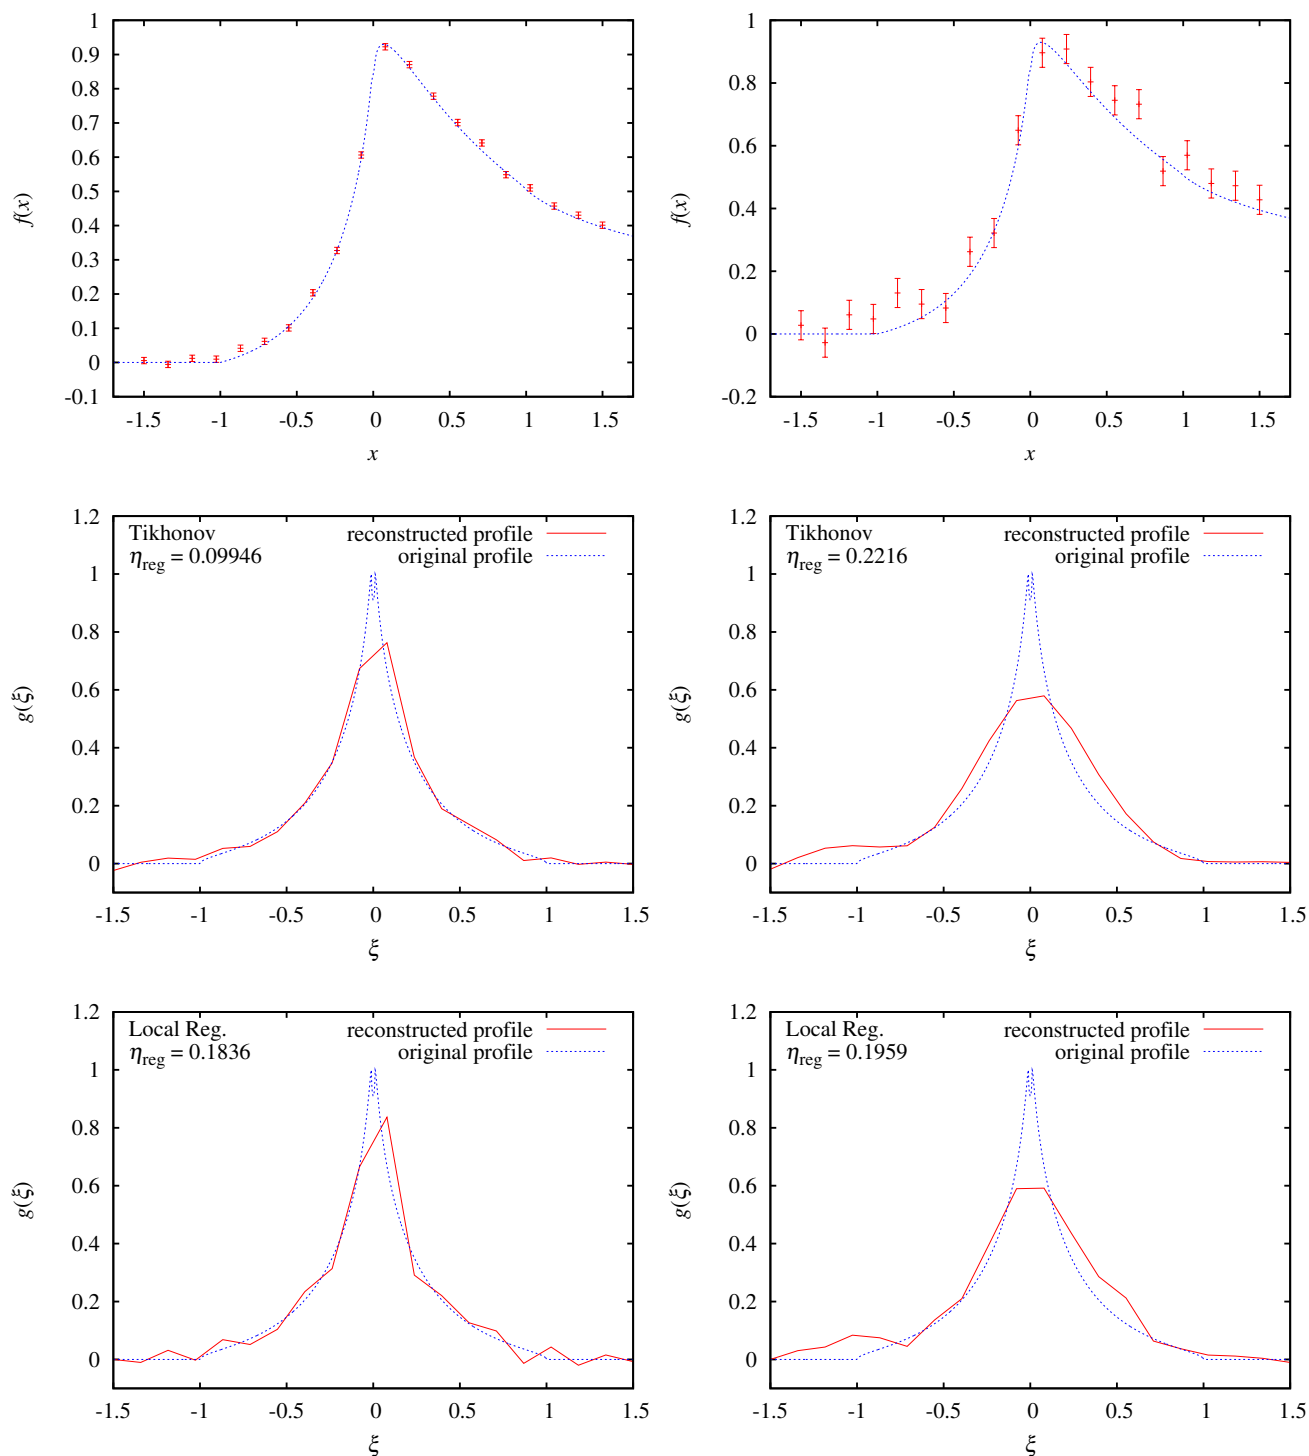 1
0.9
0.8
0.7
0.6
0.5
0.4
0.3
0.2
0.1
0
-0.1
f(x)
-1.5 -1 -0.5 0 0.5 1 1.5
x
1
0.8
0.6
0.4
0.2
0
-0.2
f(x)
-1.5 -1 -0.5 0 0.5 1 1.5
x
1.2
1
0.8
0.6
0.4
0.2
0
g(ξ)
Tikhonov
η_reg = 0.09946
reconstructed profile
original profile
-1.5 -1 -0.5 0 0.5 1 1.5
ξ
1.2
1
0.8
0.6
0.4
0.2
0
g(ξ)
Tikhonov
η_reg = 0.2216
reconstructed profile
original profile
-1.5 -1 -0.5 0 0.5 1 1.5
ξ
1.2
1
0.8
0.6
0.4
0.2
0
g(ξ)
Local Reg.
η_reg = 0.1836
reconstructed profile
original profile
-1.5 -1 -0.5 0 0.5 1 1.5
ξ
1.2
1
0.8
0.6
0.4
0.2
0
g(ξ)
Local Reg.
η_reg = 0.1959
reconstructed profile
original profile
-1.5 -1 -0.5 0 0.5 1 1.5
ξ